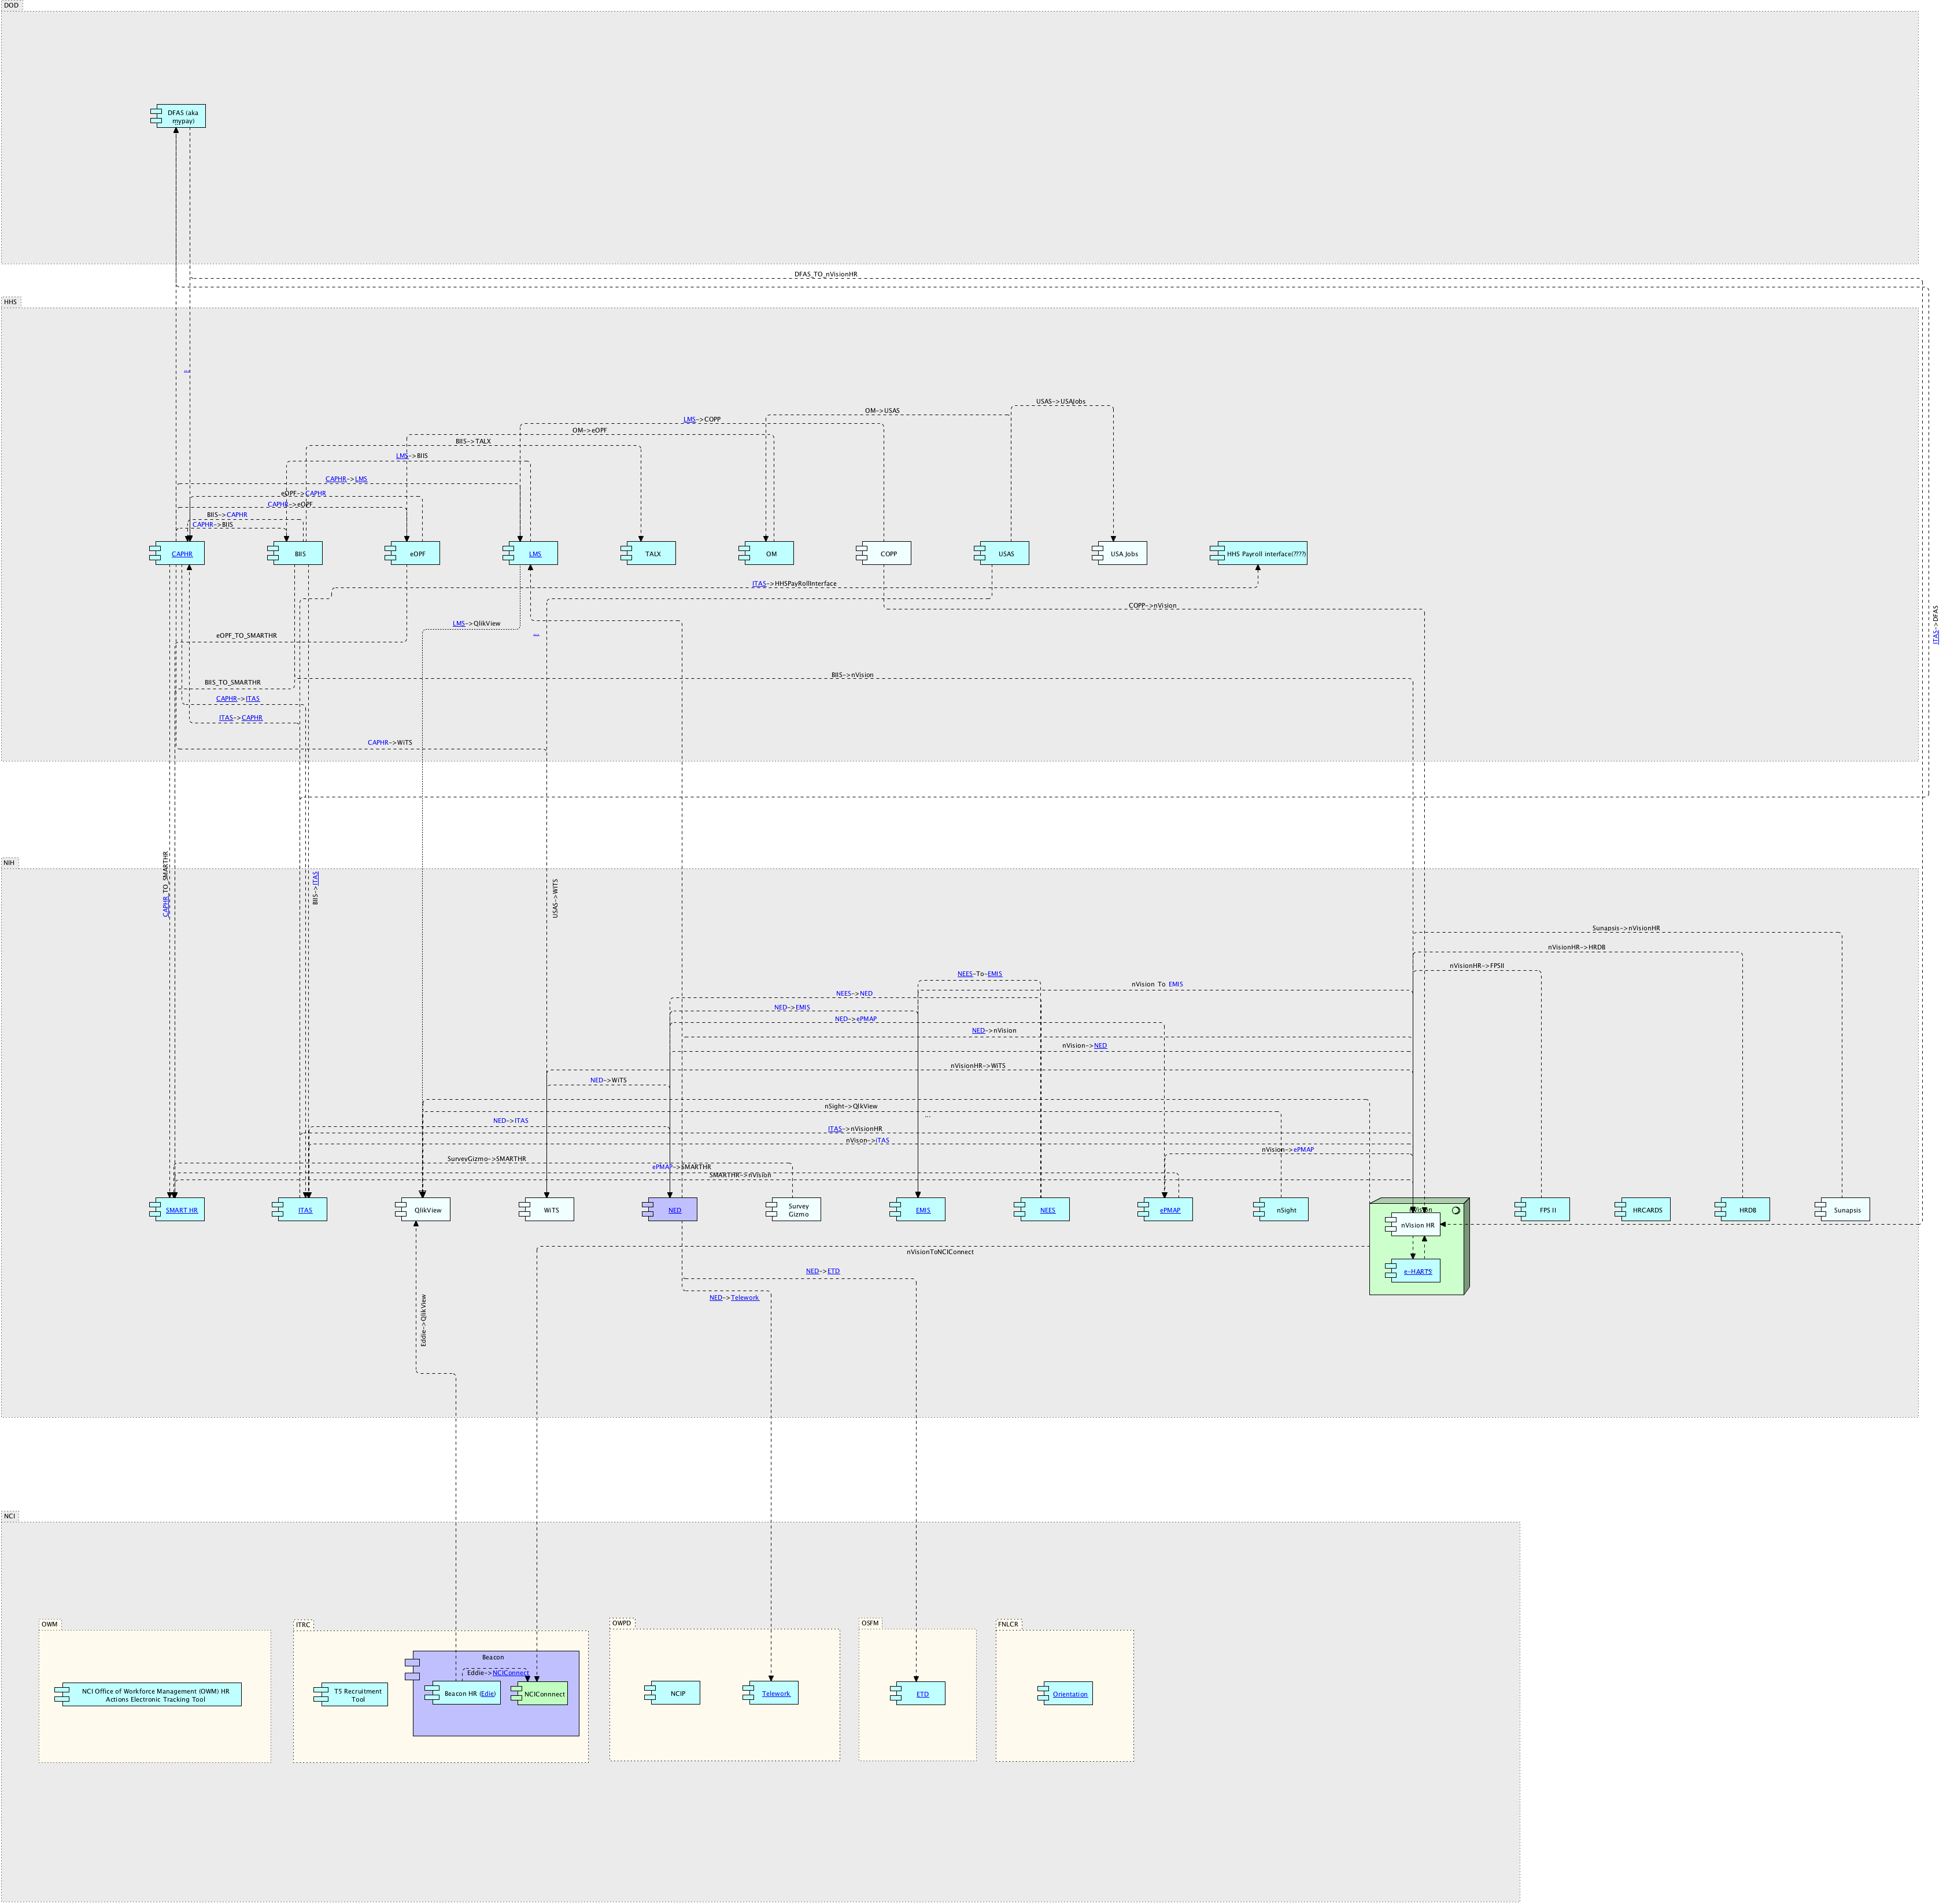 DOD
DFAS (aka
mypay)
DFAS_TO_nVisionHR
HHS
...
USAS->USAJobs
OM->USAS
LMS->COPP
OM->eOPF
BIIS->TALX
LMS->BIIS
CAPHR->LMS
eOPF->CAPHR
CAPHR->eOPF
BIIS->CAPHR
CAPHR->BIIS
CAPHR
BIIS
eOPF
LMS
TALX
OM
COPP
USAS
USA Jobs
HHS Payroll interface(????)
ITAS->HHSPayRollInterface
COPP->nVision
LMS->QlikView
...
eOPF_TO_SMARTHR
ITAS->DFAS
BIIS->nVision
BIIS_TO_SMARTHR
CAPHR->ITAS
ITAS->CAPHR
CAPHR->WiTS
NIH
CAPHR_TO_SMARTHR
BIIS->ITAS
USAS->WiTS
Sunapsis->nVisionHR
nVisionHR->HRDB
nVisionHR->FPSII
NEES-To-EMIS
nVision To EMIS
NEES->NED
NED->EMIS
NED->ePMAP
NED->nVision
nVision->NED
nVisionHR->WiTS
NED->WiTS
nSight->QlikView
...
NED->ITAS
ITAS->nVisionHR
nVison->ITAS
nVision->ePMAP
SurveyGizmo->SMARTHR
ePMAP->SMARTHR
SMARTHR->nVision
SMART HR
ITAS
QlikView
WiTS
NED
Survey
Gizmo
EMIS
NEES
ePMAP
nSight
nVision
nVision HR
e-HARTS
FPS II
HRCARDS
HRDB
Sunapsis
nVisionToNCIConnect
NED->ETD
NED->Telework
Eddie->QlikView
NCI
OWM
NCI Office of Workforce Management (OWM) HR
Actions Electronic Tracking Tool
ITRC
TS Recruitment
Tool
Beacon
Eddie->NCIConnect
Beacon HR (Edie)
NCIConnnect
OWPD
NCIP
Telework
OSFM
ETD
FNLCR
Orientation